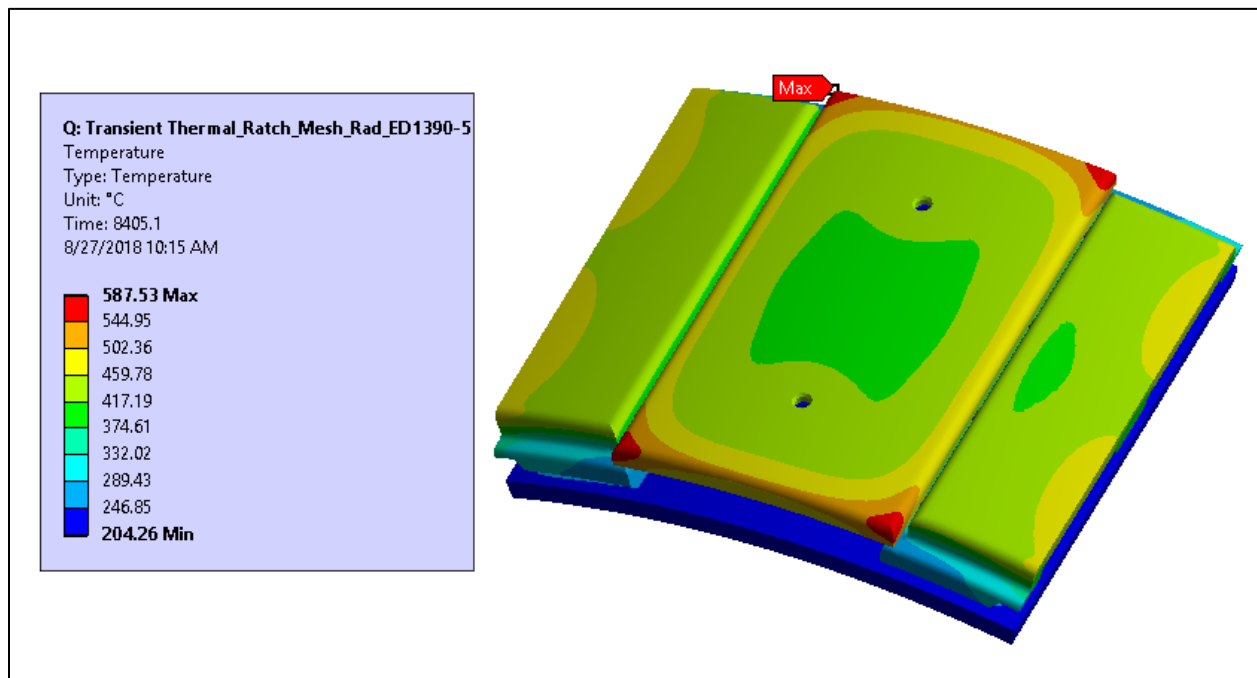 Q: Transient Thermal_Ratch_Mesh_Rad_ED1390-5
Temperature
Type: Temperature
Unit: °C
Time: 8405.1
8/27/2018 10:15 AM
587.53 Max
544.95
502.36
459.78
417.19
374.61
332.02
289.43
246.85
204.26 Min
Max